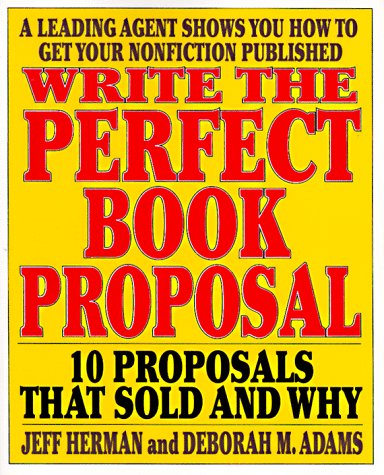 A LEADING AGENT SHOWS YOU HOW TO
GET YOUR NONFICTION PUBLISHED
WRITE THE
PERFECT
BOOK
PROPOSAL
10 PROPOSALS
THAT SOLD AND WHY
JEFF HERMAN and DEBORAH M. ADAMS